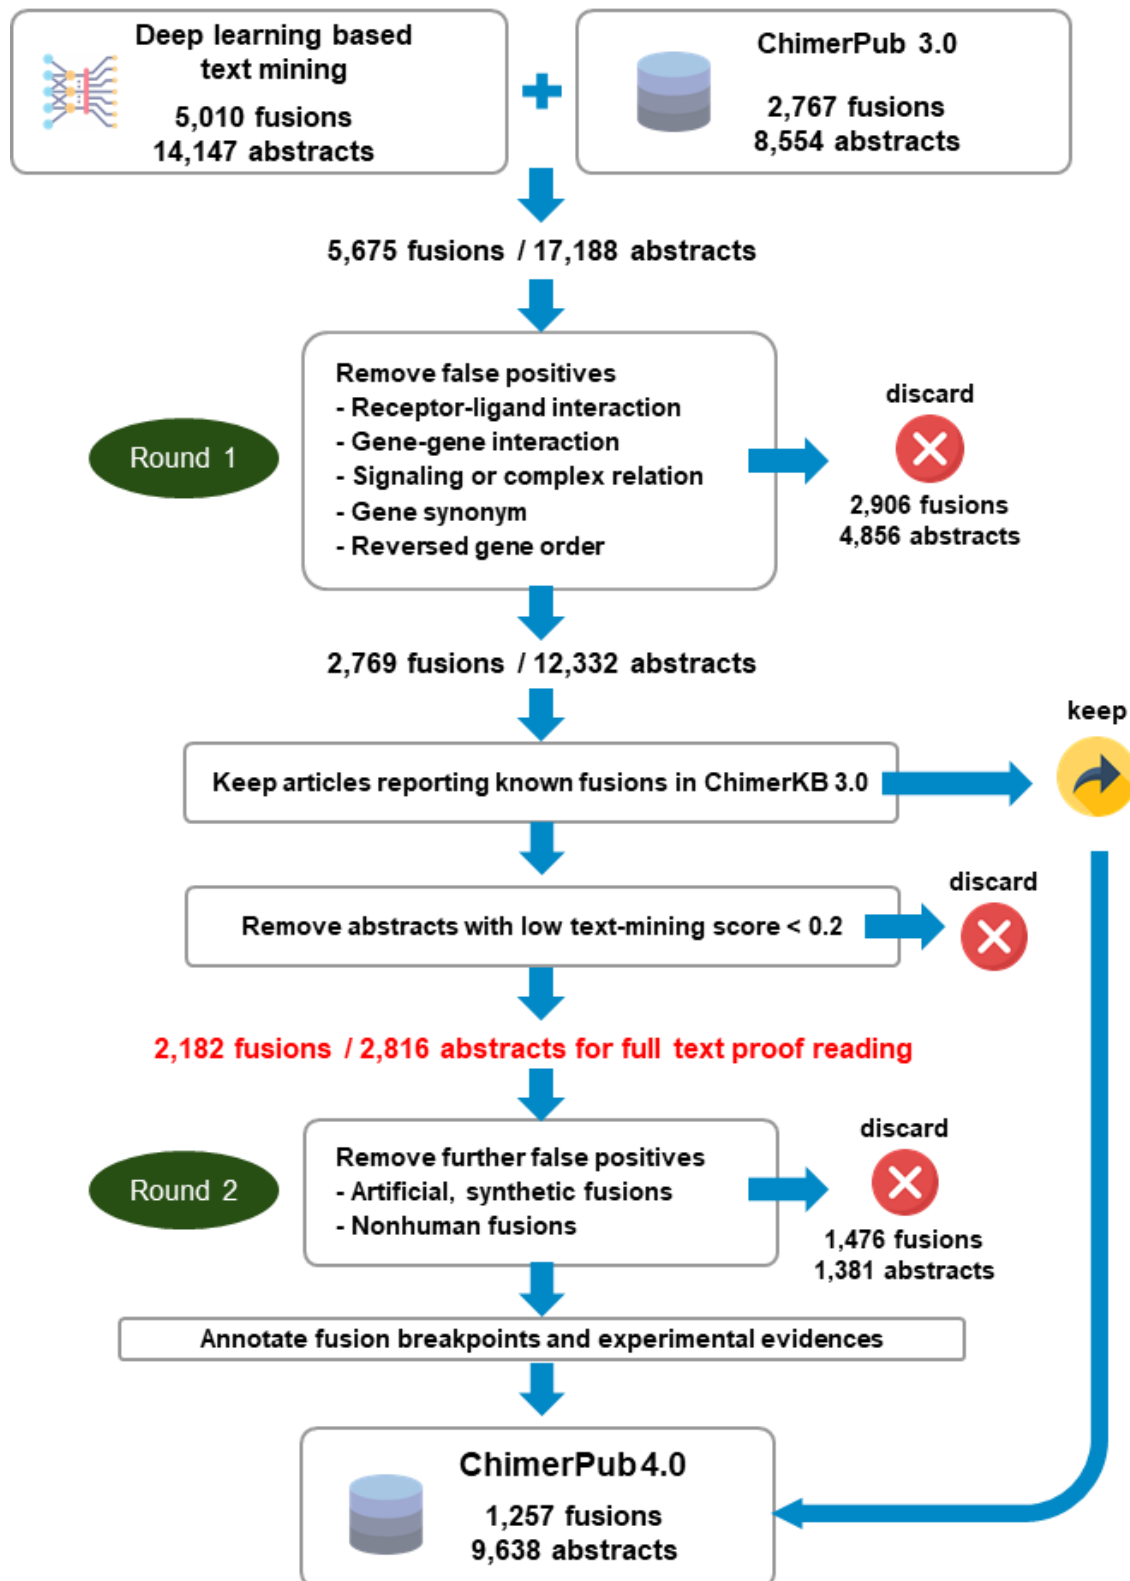 Deep learning based
text mining
5,010 fusions
14,147 abstracts
ChimerPub 3.0
2,767 fusions
8,554 abstracts
5,675 fusions / 17,188 abstracts
Round 1
Remove false positives
- Receptor-ligand interaction
- Gene-gene interaction
- Signaling or complex relation
- Gene synonym
- Reversed gene order
discard
2,906 fusions
4,856 abstracts
2,769 fusions / 12,332 abstracts
keep
Keep articles reporting known fusions in ChimerKB 3.0
discard
Remove abstracts with low text-mining score < 0.2
2,182 fusions / 2,816 abstracts for full text proof reading
Round 2
Remove further false positives
- Artificial, synthetic fusions
- Nonhuman fusions
discard
1,476 fusions
1,381 abstracts
Annotate fusion breakpoints and experimental evidences
ChimerPub 4.0
1,257 fusions
9,638 abstracts